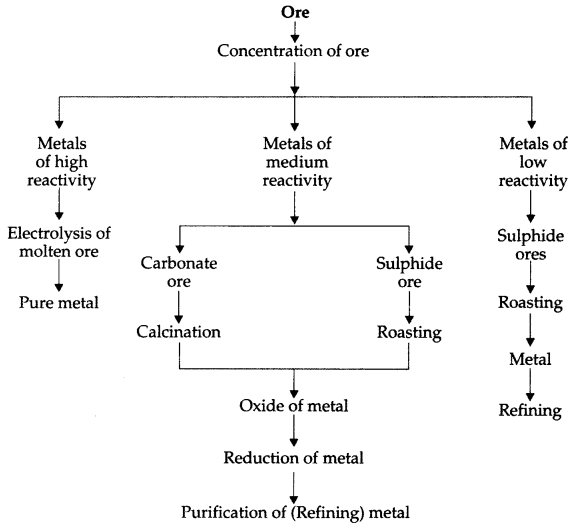 Ore
Concentration of ore
Metals
of high
reactivity
Electrolysis of
molten ore
Pure metal
Metals of
medium
reactivity
Carbonate
ore
Calcination
Sulphide
ore
Roasting
Oxide of metal
Reduction of metal
Purification of (Refining) metal
Metals of
low
reactivity
Sulphide
ores
Roasting
Metal
Refining